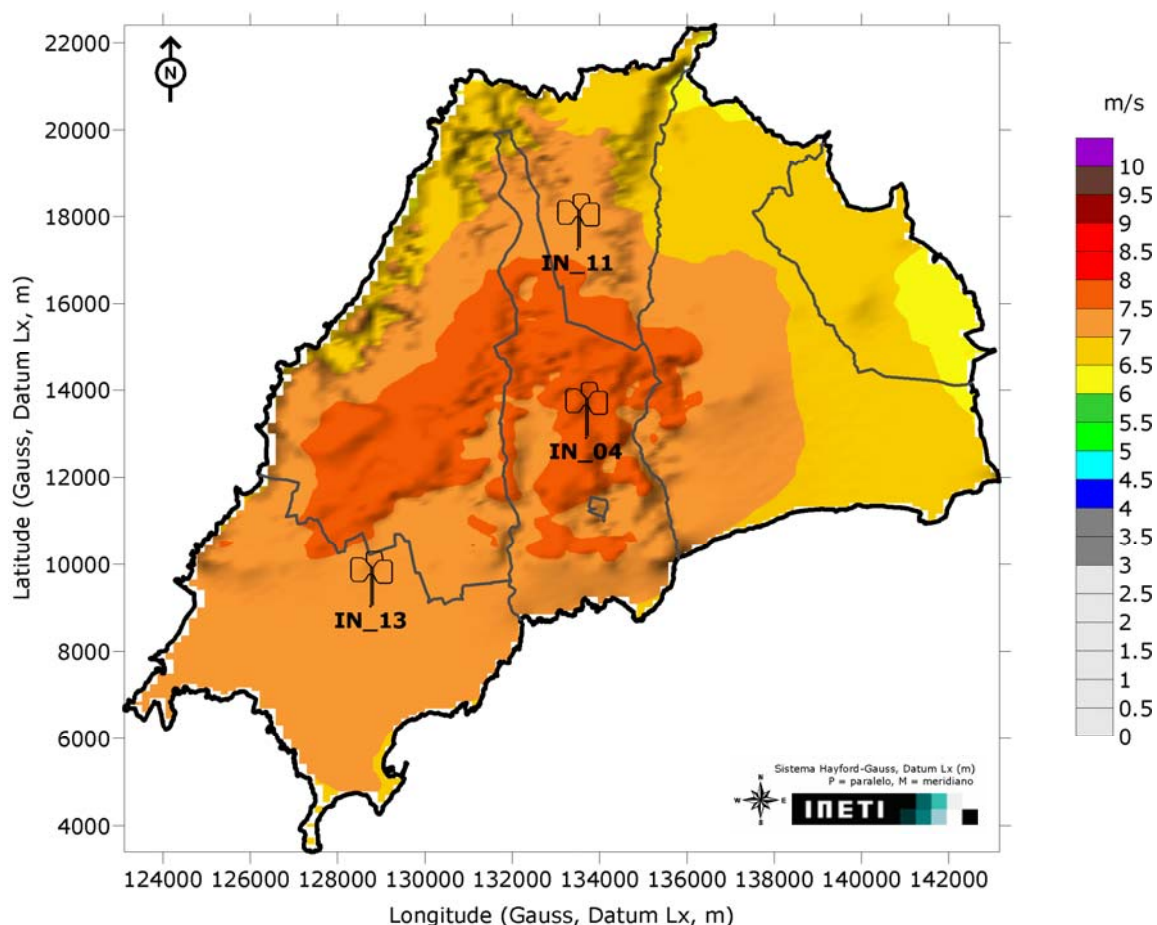 N
22000
20000
18000
16000
14000
12000
10000
8000
6000
4000
Latitude (Gauss, Datum Lx, m)
124000 126000 128000 130000 132000 134000 136000 138000 140000 142000
Longitude (Gauss, Datum Lx, m)
IN_11
IN_04
IN_13
m/s
10
9.5
9
8.5
8
7.5
7
6.5
6
5.5
5
4.5
4
3
2.5
2
1.5
1
0.5
0
Sistema Hayford-Gauss, Datum Lx (m)
P = paralelo, M = meridiano
N
W E
S
INETI